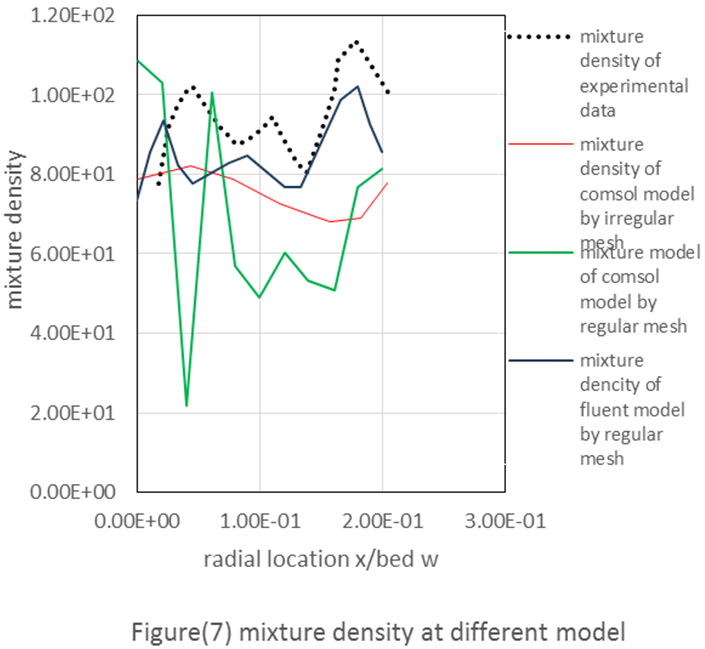 1.20E+02
1.00E+02
8.00E+01
6.00E+01
4.00E+01
2.00E+01
0.00E+00
mixture density
0.00E+00 1.00E-01 2.00E-01 3.00E-01
radial location x/bed w
mixture
density of
experimental
data
mixture
density of
comsol model
by irregular
mesh
mixture model
of comsol
model by
regular mesh
mixture
dencity of
fluent model
by regular
mesh
Figure(7) mixture density at different model